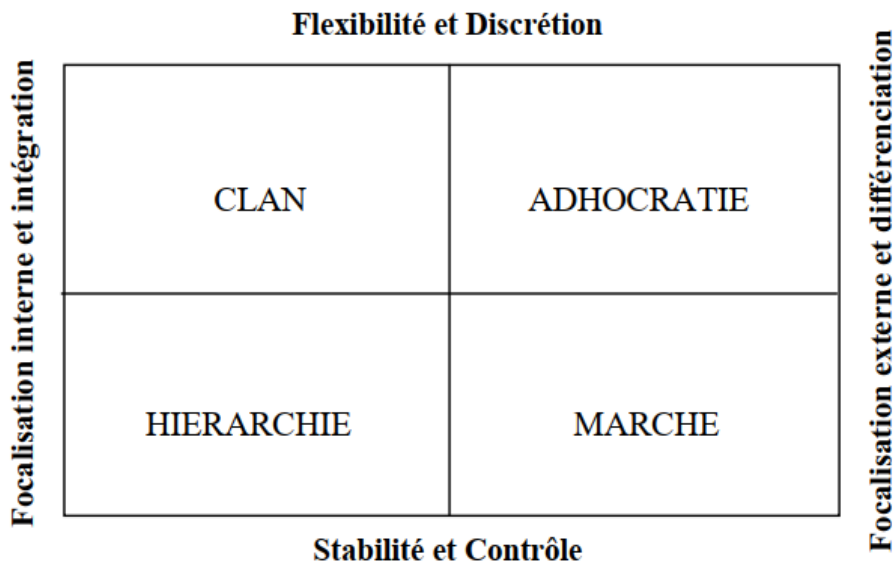 Flexibilité et Discrétion
Focalisation interne et intégration
CLAN
ADHOCRATIE
HIERARCHIE
MARCHE
Focalisation externe et différenciation
Stabilité et Contrôle